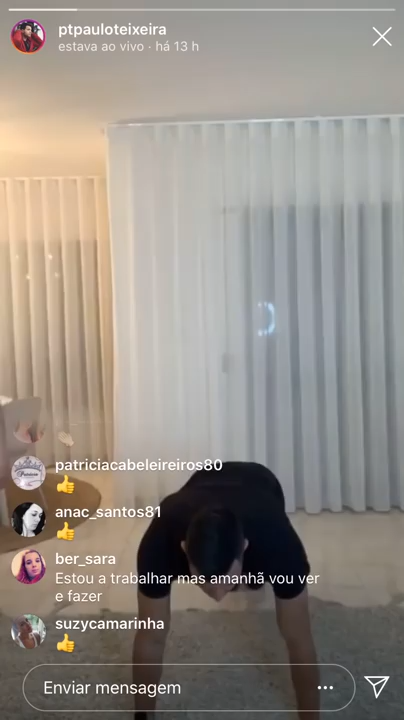 ptpauloteixeira
estava ao vivo · há 13 h
patriciacabeleireiros80
👍
anac_santos81
👍
ber_sara
Estou a trabalhar mas amanhã vou ver
e fazer
suzycamarinha
👍
Enviar mensagem